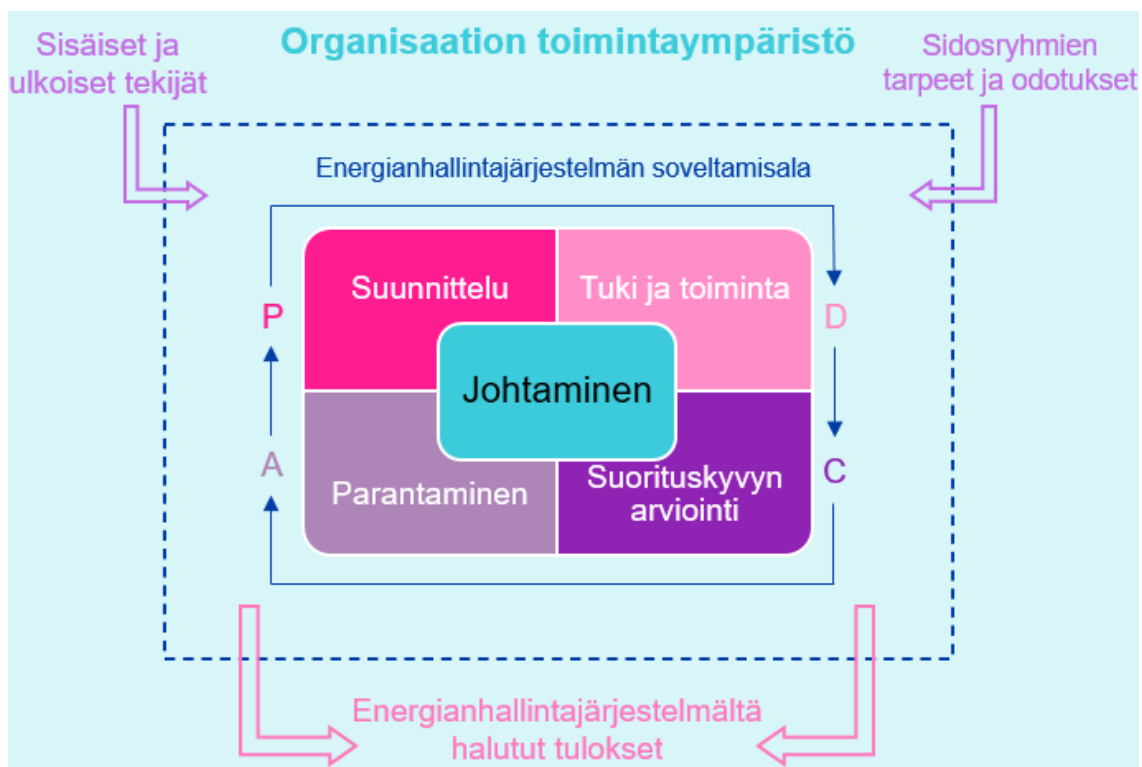 Sisäiset ja
ulkoiset tekijät
Organisaation toimintaympäristö
Sidosryhmien
tarpeet ja odotukset
Energianhallintajärjestelmän soveltamisala
Suunnittelu
Tuki ja toiminta
P
D
Johtaminen
A
C
Parantaminen
Suorituskyvyn
arviointi
Energianhallintajärjestelmältä
halutut tulokset